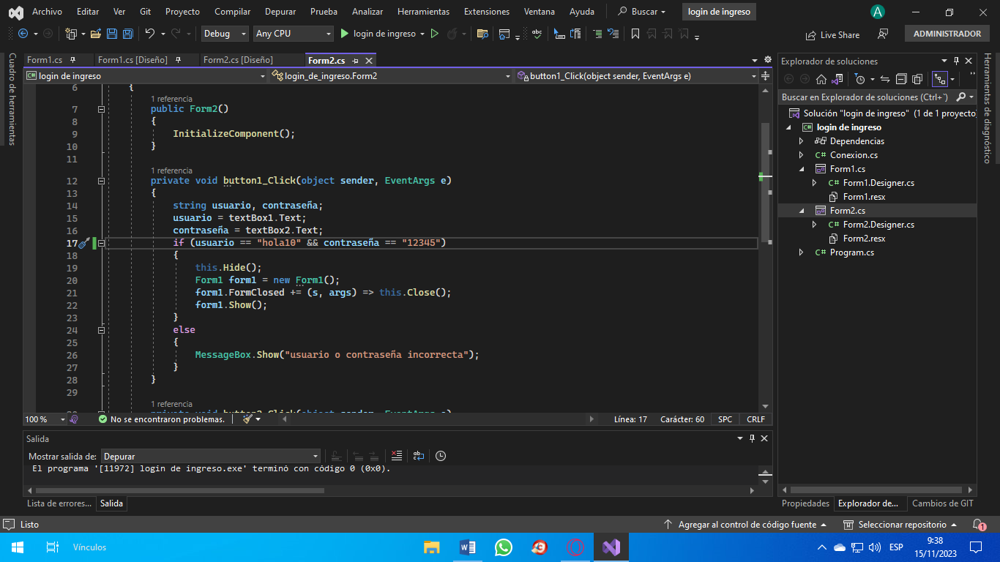 Archivo Editar Ver Git Proyecto Compilar Depurar Prueba Analizar Herramientas Extensiones Ventana Ayuda Buscar login de ingreso A
Debug Any CPU login de ingreso Live Share ADMINISTRADOR
Cuadro de herramientas
Form1.cs Form1.cs [Diseño] Form2.cs [Diseño] Form2.cs
login de ingreso login_de_ingreso.Form2 button1_Click(object sender, EventArgs e)
6 {
1 referencia
7 public Form2()
8 {
9 InitializeComponent();
10 }
11
1 referencia
12 private void button1_Click(object sender, EventArgs e)
13 {
14 string usuario, contraseña;
15 usuario = textBox1.Text;
16 contraseña = textBox2.Text;
17 if (usuario == "hola10" && contraseña == "12345")
18 {
19 this.Hide();
20 Form1 form1 = new Form1();
21 form1.FormClosed += (s, args) => this.Close();
22 form1.Show();
23 }
24 else
25 {
26 MessageBox.Show("usuario o contraseña incorrecta");
27 }
28 }
29
1 referencia
private void button2_Click(object sender, EventArgs e)
100 % No se encontraron problemas. Línea: 17 Carácter: 60 SPC CRLF
Salida
Mostrar salida de: Depurar
El programa '[11972] login de ingreso.exe' terminó con código 0 (0x0).
Lista de errores... Salida
Explorador de soluciones
Buscar en Explorador de soluciones (Ctrl+`)
Solución "login de ingreso" (1 de 1 proyecto)
login de ingreso
Dependencias
C# Conexion.cs
Form1.cs
C# Form1.Designer.cs
Form1.resx
Form2.cs
C# Form2.Designer.cs
Form2.resx
C# Program.cs
Propiedades Explorador de... Cambios de GIT
Herramientas de diagnóstico
Listo Agregar al control de código fuente Seleccionar repositorio 1
Vínculos ESP 9:38
15/11/2023